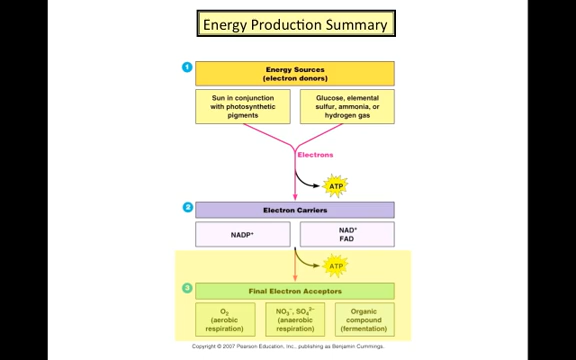 Energy Production Summary
1
Energy Sources
(electron donors)
Sun in conjunction
with photosynthetic
pigments
Glucose, elemental
sulfur, ammonia, or
hydrogen gas
Electrons
ATP
2
Electron Carriers
NADP⁺
NAD⁺
FAD
ATP
3
Final Electron Acceptors
O₂
(aerobic
respiration)
NO₃⁻, SO₄²⁻
(anaerobic
respiration)
Organic
compound
(fermentation)
Copyright © 2007 Pearson Education, Inc., publishing as Benjamin Cummings.